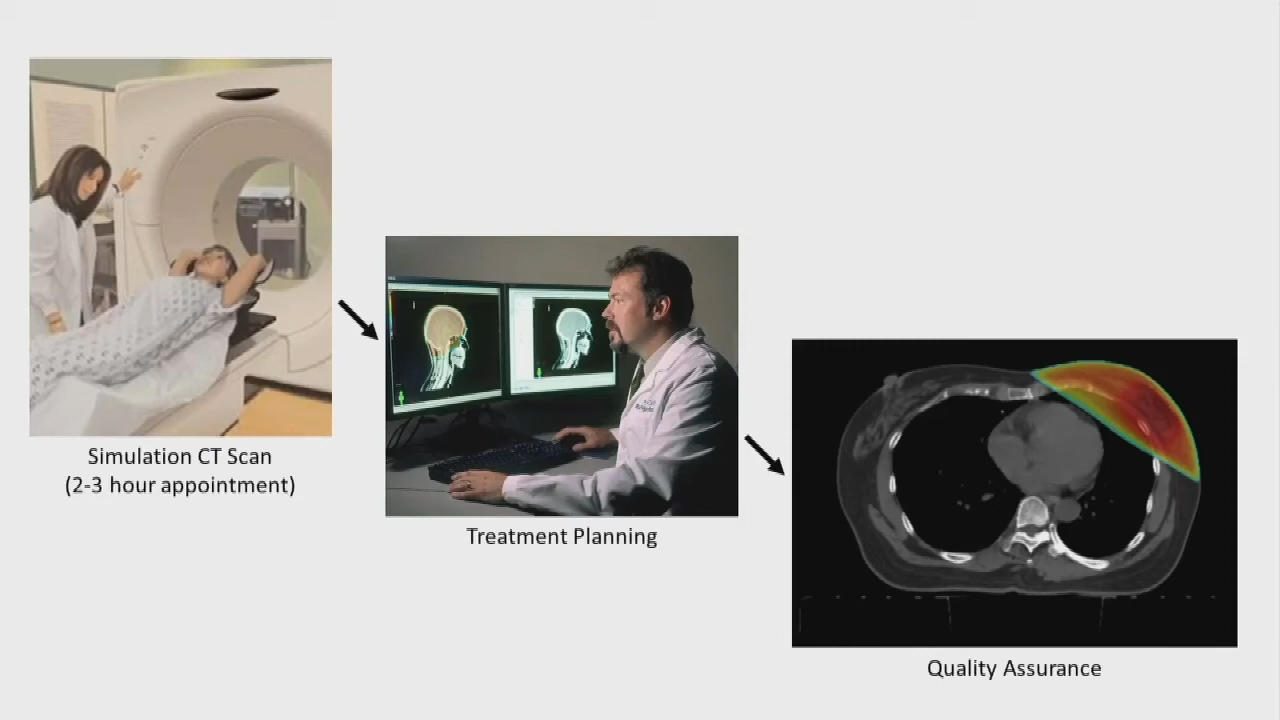 Simulation CT Scan
(2-3 hour appointment)
Treatment Planning
Quality Assurance